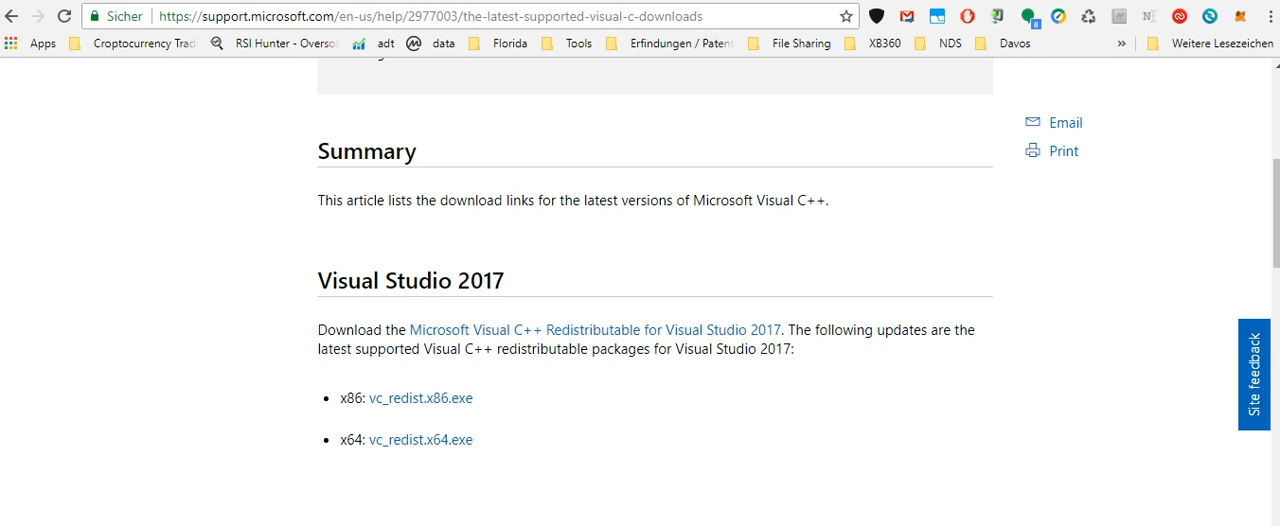 Sicher https://support.microsoft.com/en-us/help/2977003/the-latest-supported-visual-c-downloads
8
Apps Croptocurrency Trad RSI Hunter - Overso adt data Florida Tools Erfindungen / Patent File Sharing XB360 NDS Davos » Weitere Lesezeichen
Email
Summary
Print
This article lists the download links for the latest versions of Microsoft Visual C++.
Visual Studio 2017
Download the Microsoft Visual C++ Redistributable for Visual Studio 2017. The following updates are the
latest supported Visual C++ redistributable packages for Visual Studio 2017:
• x86: vc_redist.x86.exe
• x64: vc_redist.x64.exe
Site feedback